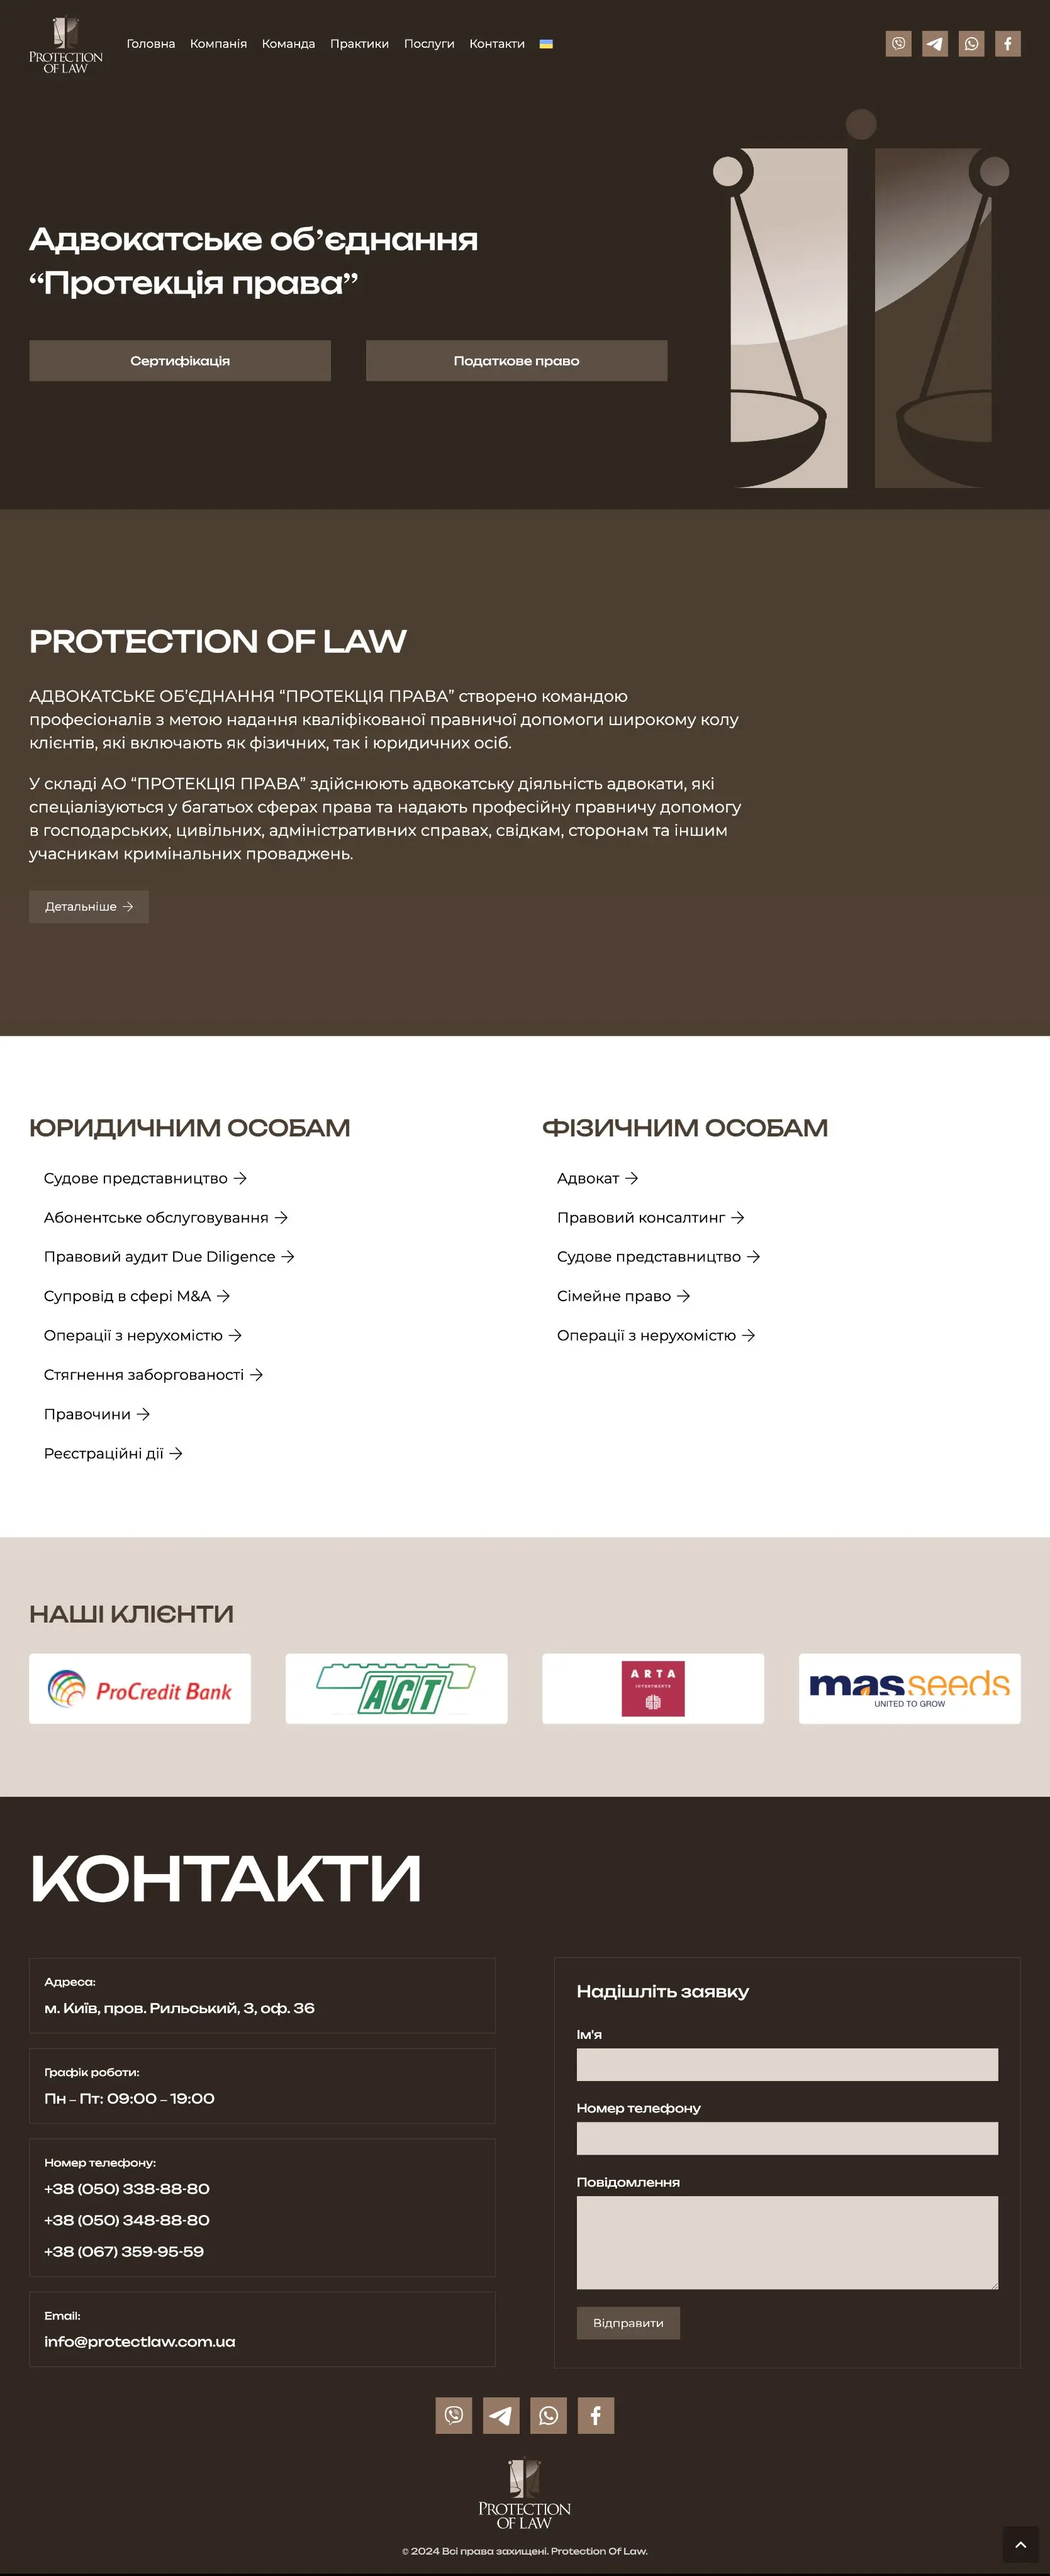 PROTECTION
OF LAW
Головна Компанія Команда Практики Послуги Контакти
Адвокатське об’єднання
“Протекція права”
Сертифікація
Податкове право
PROTECTION OF LAW
АДВОКАТСЬКЕ ОБ’ЄДНАННЯ “ПРОТЕКЦІЯ ПРАВА” створено командою
професіоналів з метою надання кваліфікованої правничої допомоги широкому колу
клієнтів, які включають як фізичних, так і юридичних осіб.
У складі АО “ПРОТЕКЦІЯ ПРАВА” здійснюють адвокатську діяльність адвокати, які
спеціалізуються у багатьох сферах права та надають професійну правничу допомогу
в господарських, цивільних, адміністративних справах, свідкам, сторонам та іншим
учасникам кримінальних проваджень.
Детальніше →
ЮРИДИЧНИМ ОСОБАМ
Судове представництво →
Абонентське обслуговування →
Правовий аудит Due Diligence →
Супровід в сфері M&A →
Операції з нерухомістю →
Стягнення заборгованості →
Правочини →
Реєстраційні дії →
ФІЗИЧНИМ ОСОБАМ
Адвокат →
Правовий консалтинг →
Судове представництво →
Сімейне право →
Операції з нерухомістю →
НАШІ КЛІЄНТИ
ProCredit Bank
ACT
ARTA
INVESTMENTS
mas seeds
UNITED TO GROW
КОНТАКТИ
Адреса:
м. Київ, пров. Рильський, 3, оф. 36
Графік роботи:
Пн – Пт: 09:00 – 19:00
Номер телефону:
+38 (050) 338-88-80
+38 (050) 348-88-80
+38 (067) 359-95-59
Email:
info@protectlaw.com.ua
Надішліть заявку
Ім'я
Номер телефону
Повідомлення
Відправити
PROTECTION
OF LAW
© 2024 Всі права захищені. Protection Of Law.